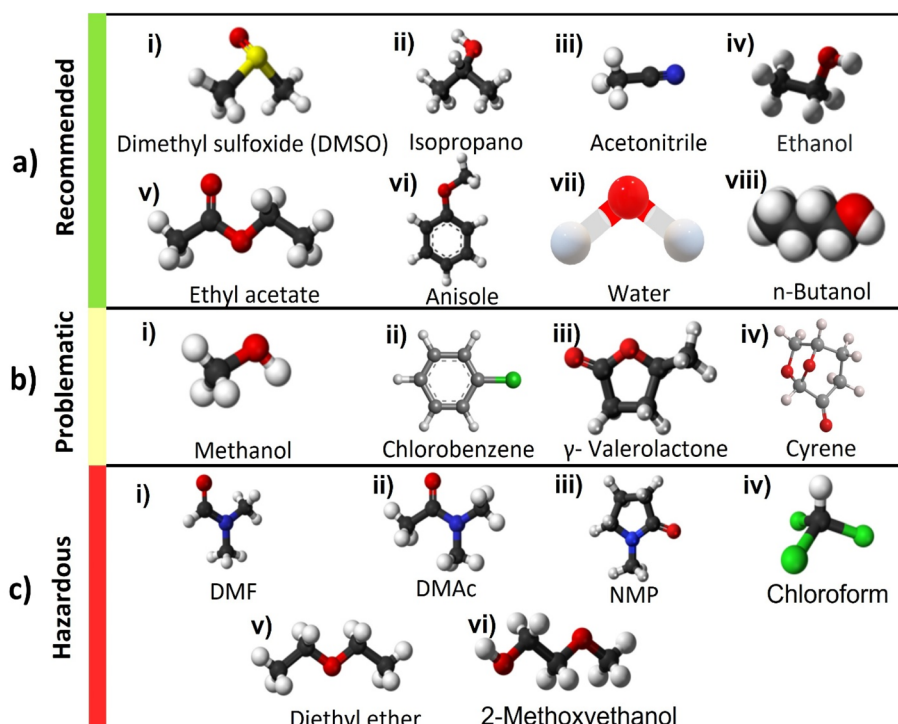 a)
Recommended
i)
ii)
iii)
iv)
Dimethyl sulfoxide (DMSO)
Isopropano
Acetonitrile
Ethanol
v)
vi)
vii)
viii)
Ethyl acetate
Anisole
Water
n-Butanol
b)
Problematic
i)
ii)
iii)
iv)
Methanol
Chlorobenzene
γ- Valerolactone
Cyrene
c)
Hazardous
i)
ii)
iii)
iv)
DMF
DMAc
NMP
Chloroform
v)
vi)
Diethyl ether
2-Methoxyethanol